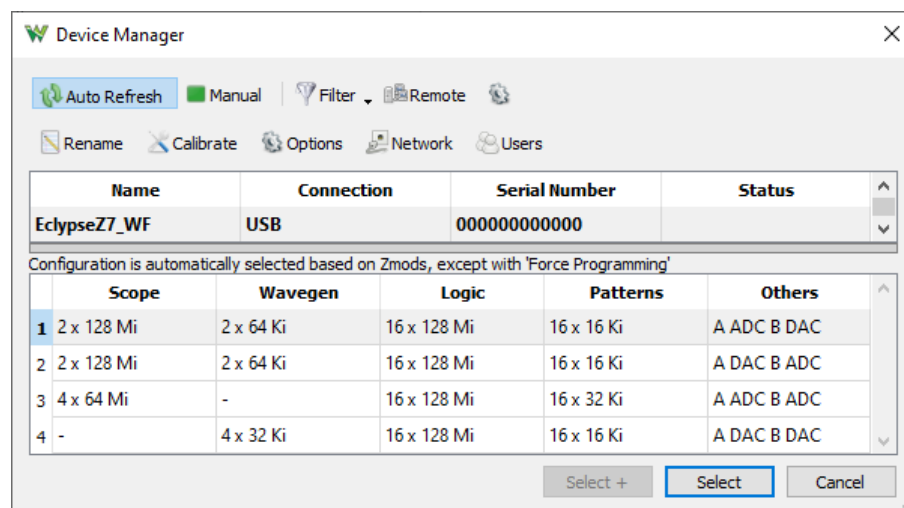 Device Manager
Auto Refresh Manual Filter Remote
Rename Calibrate Options Network Users
Name Connection Serial Number Status
EclypseZ7_WF USB 000000000000
Configuration is automatically selected based on Zmods, except with 'Force Programming'
Scope Wavegen Logic Patterns Others
1 2 x 128 Mi 2 x 64 Ki 16 x 128 Mi 16 x 16 Ki A ADC B DAC
2 2 x 128 Mi 2 x 64 Ki 16 x 128 Mi 16 x 16 Ki A DAC B ADC
3 4 x 64 Mi - 16 x 128 Mi 16 x 32 Ki A ADC B ADC
4 - 4 x 32 Ki 16 x 128 Mi 16 x 16 Ki A DAC B DAC
Select + Select Cancel